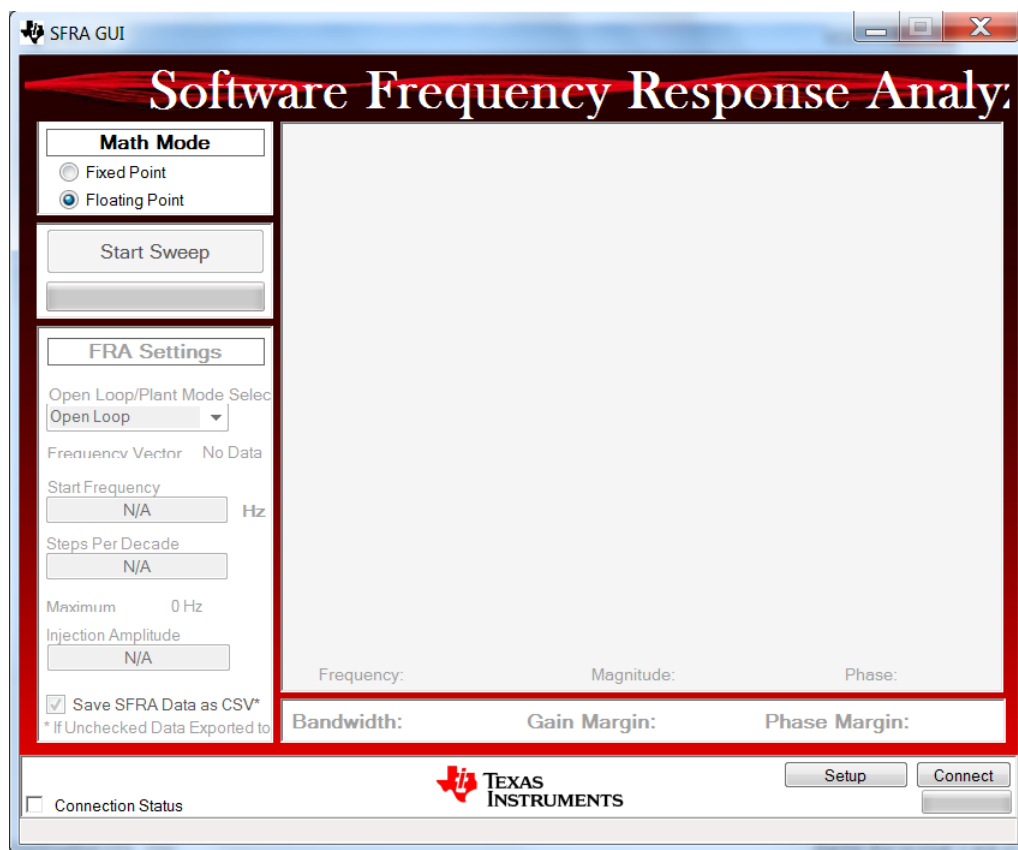 SFRA GUI
Software Frequency Response Analyz
Math Mode
Fixed Point
Floating Point
Start Sweep
FRA Settings
Open Loop/Plant Mode Selec
Open Loop
Frequency Vector No Data
Start Frequency
N/A Hz
Steps Per Decade
N/A
Maximum 0 Hz
Injection Amplitude
N/A
Save SFRA Data as CSV*
* If Unchecked Data Exported to
Frequency: Magnitude: Phase:
Bandwidth: Gain Margin: Phase Margin:
Connection Status
TEXAS
INSTRUMENTS
Setup Connect